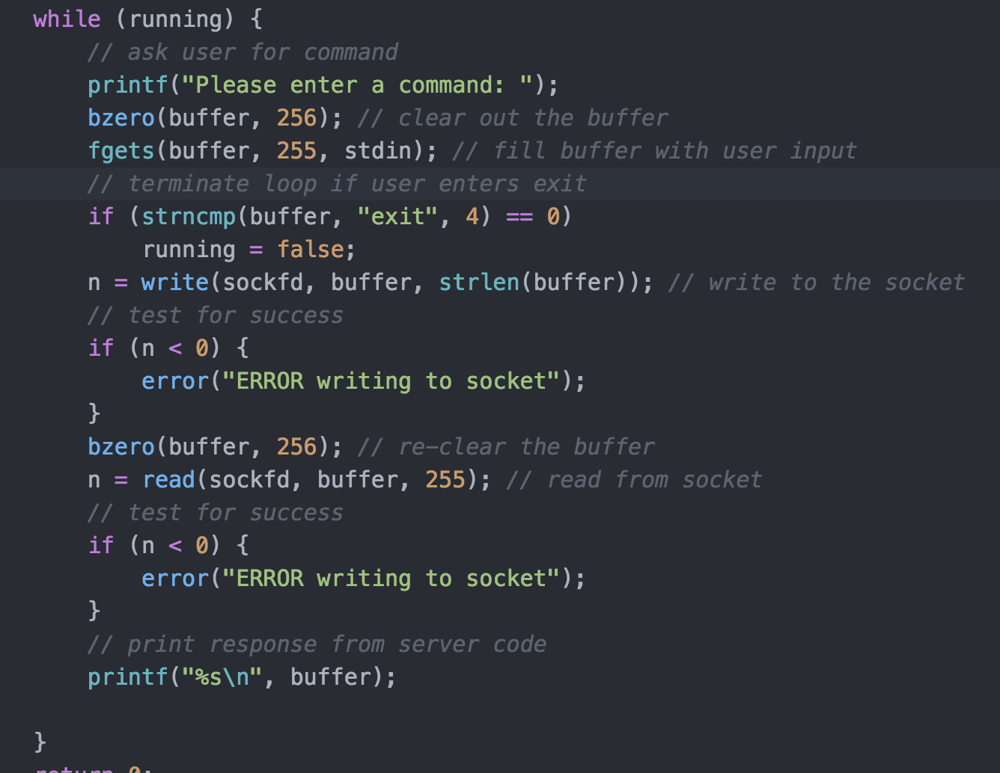 while (running) {
    // ask user for command
    printf("Please enter a command: ");
    bzero(buffer, 256); // clear out the buffer
    fgets(buffer, 255, stdin); // fill buffer with user input
    // terminate loop if user enters exit
    if (strncmp(buffer, "exit", 4) == 0)
        running = false;
    n = write(sockfd, buffer, strlen(buffer)); // write to the socket
    // test for success
    if (n < 0) {
        error("ERROR writing to socket");
    }
    bzero(buffer, 256); // re-clear the buffer
    n = read(sockfd, buffer, 255); // read from socket
    // test for success
    if (n < 0) {
        error("ERROR writing to socket");
    }
    // print response from server code
    printf("%s\n", buffer);

}
return 0;